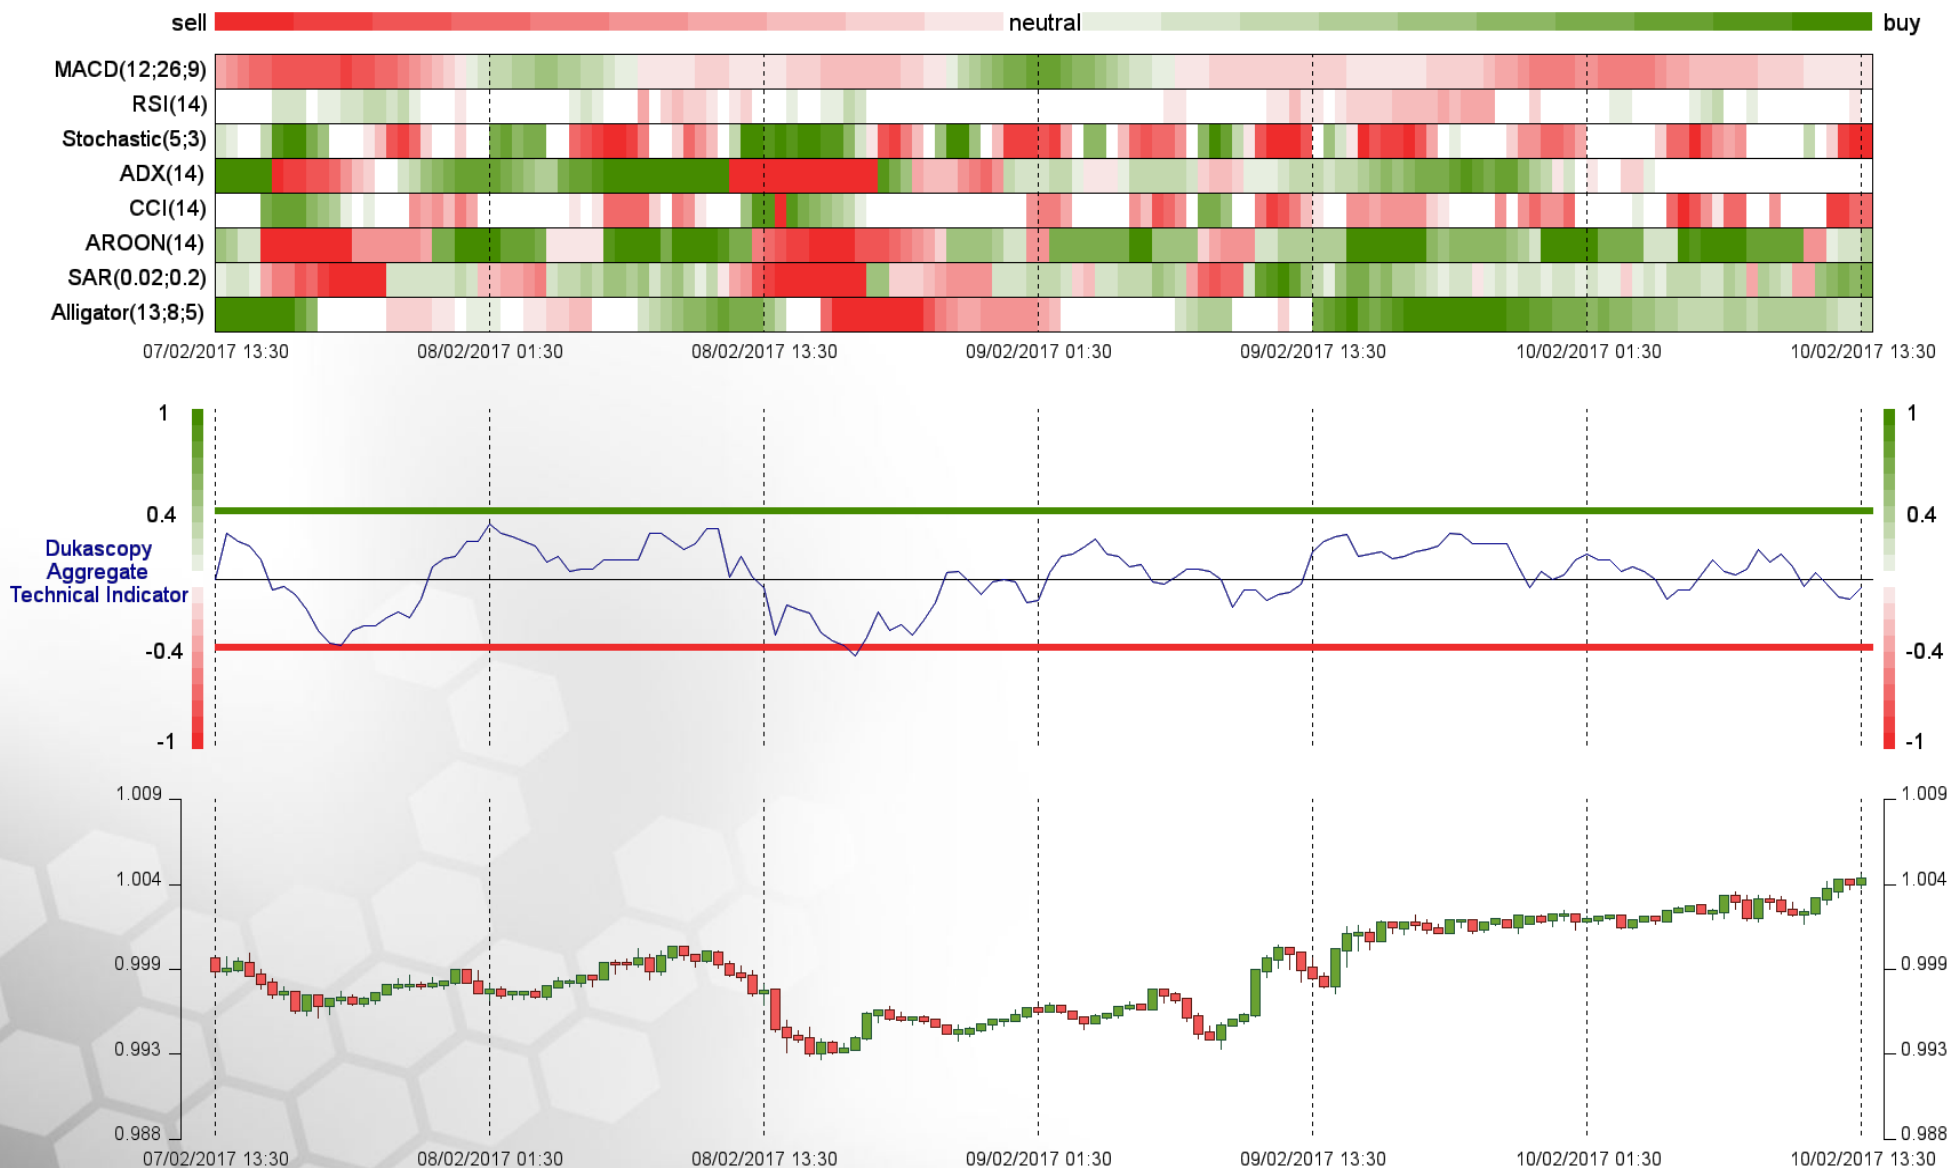 sell neutral buy
MACD(12;26;9)
RSI(14)
Stochastic(5;3)
ADX(14)
CCI(14)
AROON(14)
SAR(0.02;0.2)
Alligator(13;8;5)
07/02/2017 13:30 08/02/2017 01:30 08/02/2017 13:30 09/02/2017 01:30 09/02/2017 13:30 10/02/2017 01:30 10/02/2017 13:30
1 1
0.4 0.4
Dukascopy
Aggregate
Technical Indicator
-0.4 -0.4
-1 -1
1.009 1.009
1.004 1.004
0.999 0.999
0.993 0.993
0.988 0.988
07/02/2017 13:30 08/02/2017 01:30 08/02/2017 13:30 09/02/2017 01:30 09/02/2017 13:30 10/02/2017 01:30 10/02/2017 13:30